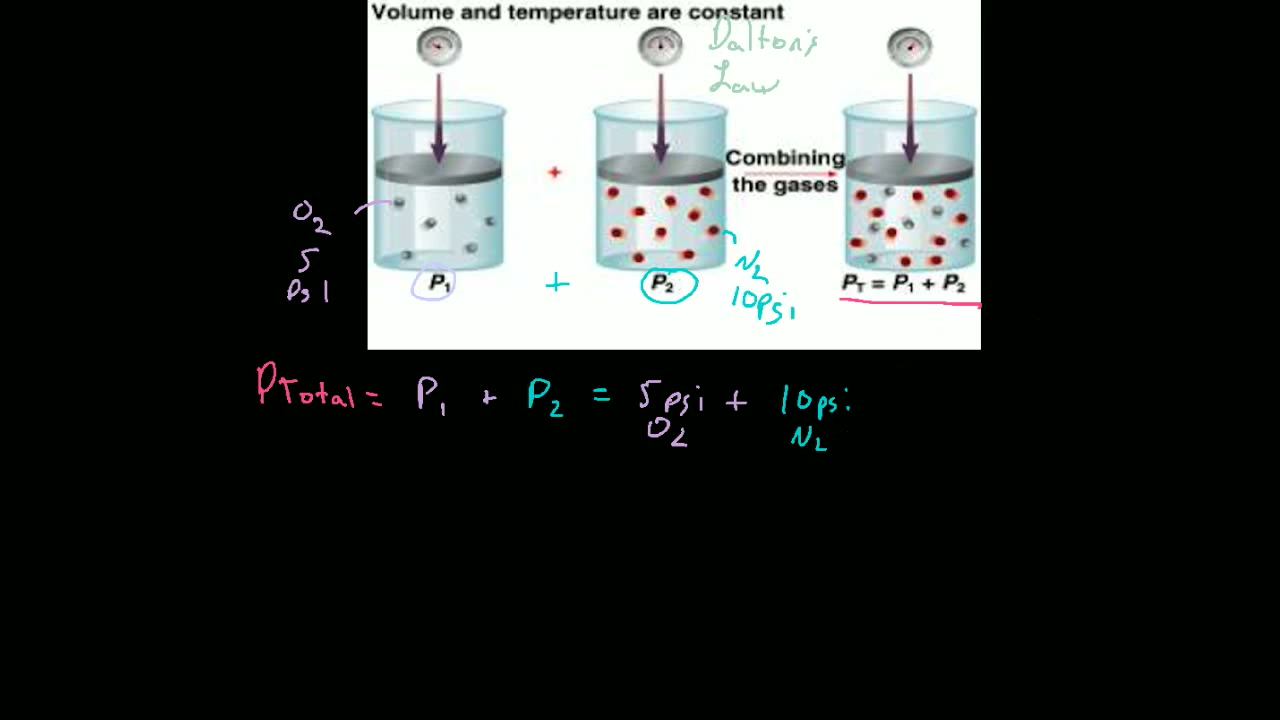 Volume and temperature are constant
Dalton's
Law
Combining
the gases
O₂
5
psi
P₁
+
+
P₂
N₂
10psi
P_T = P₁ + P₂
PTotal = P₁ + P₂ = 5psi + 10psi
O₂ N₂